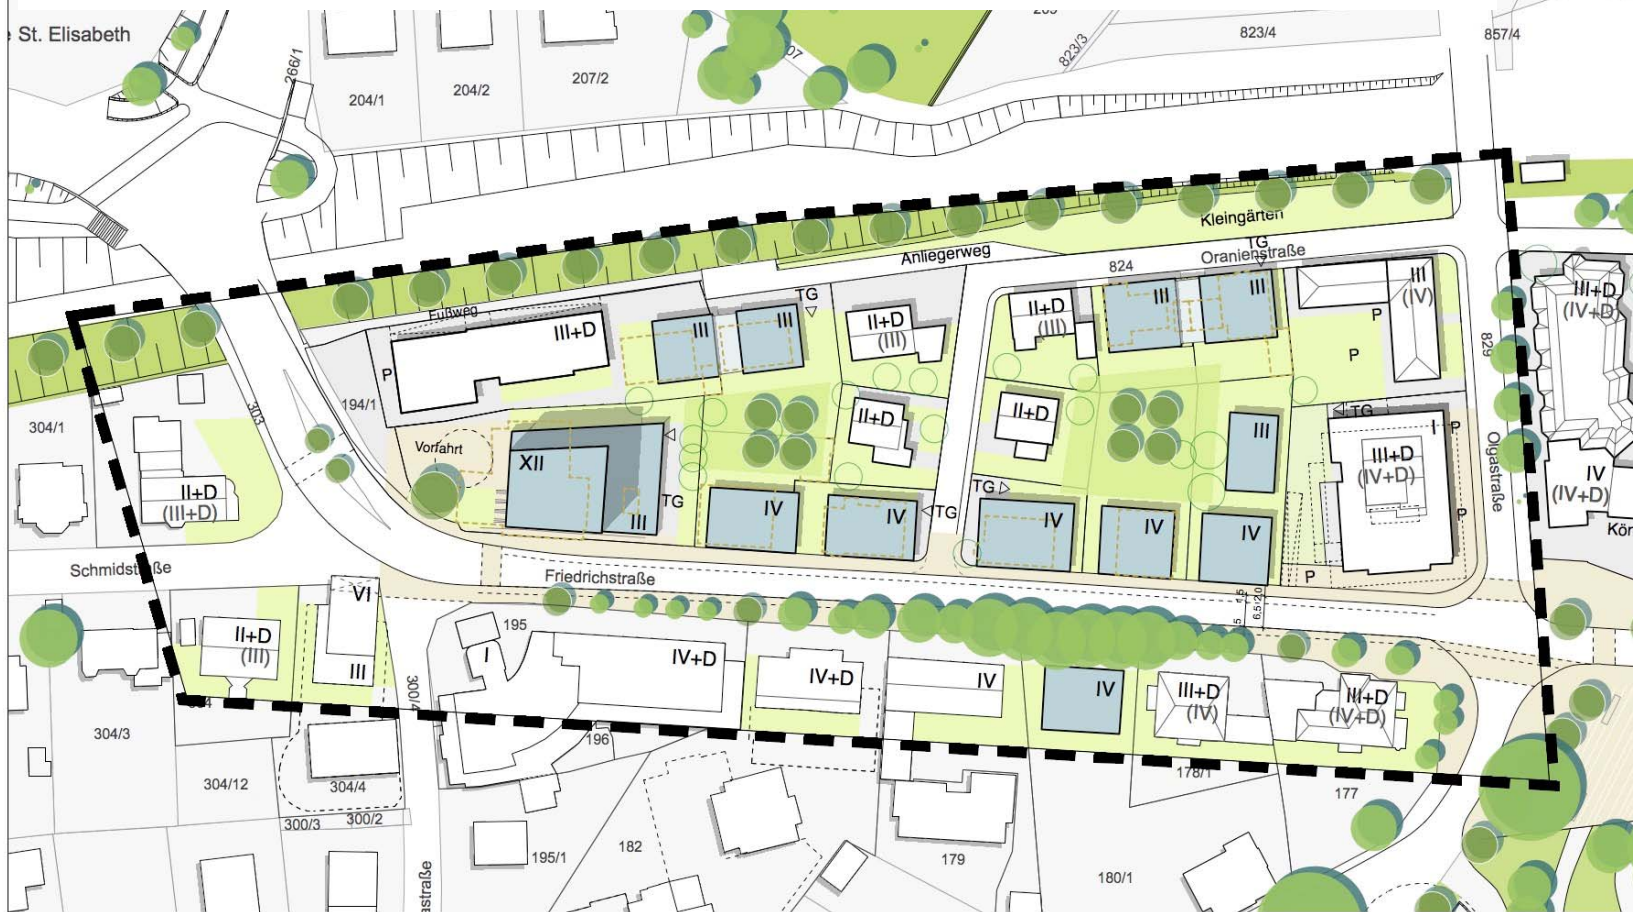 St. Elisabeth
266/1
204/1
204/2
207/2
823/3
823/4
857/4
Kleingärten
Anliegerweg
TG
824
Oranienstraße
Fußweg
III+D
III
TG
III
II+D
(III)
II+D
(III)
III
III
III
(IV)
P
P
829
III+D
(IV+D)
P
194/1
303
304/1
Vorfahrt
XII
III
TG
II+D
II+D
III
TG
I
P
III+D
(IV+D)
Olgastraße
IV
(IV+D)
II+D
(III+D)
IV
IV
TG
TG
IV
IV
IV
P
P
Schmidstraße
Friedrichstraße
VI
195
I
II+D
(III)
III
300/4
IV+D
IV+D
IV
IV
III+D
(IV)
III+D
(IV+D)
304/3
196
304/12
304/4
300/3
300/2
178/1
177
195/1
182
179
180/1